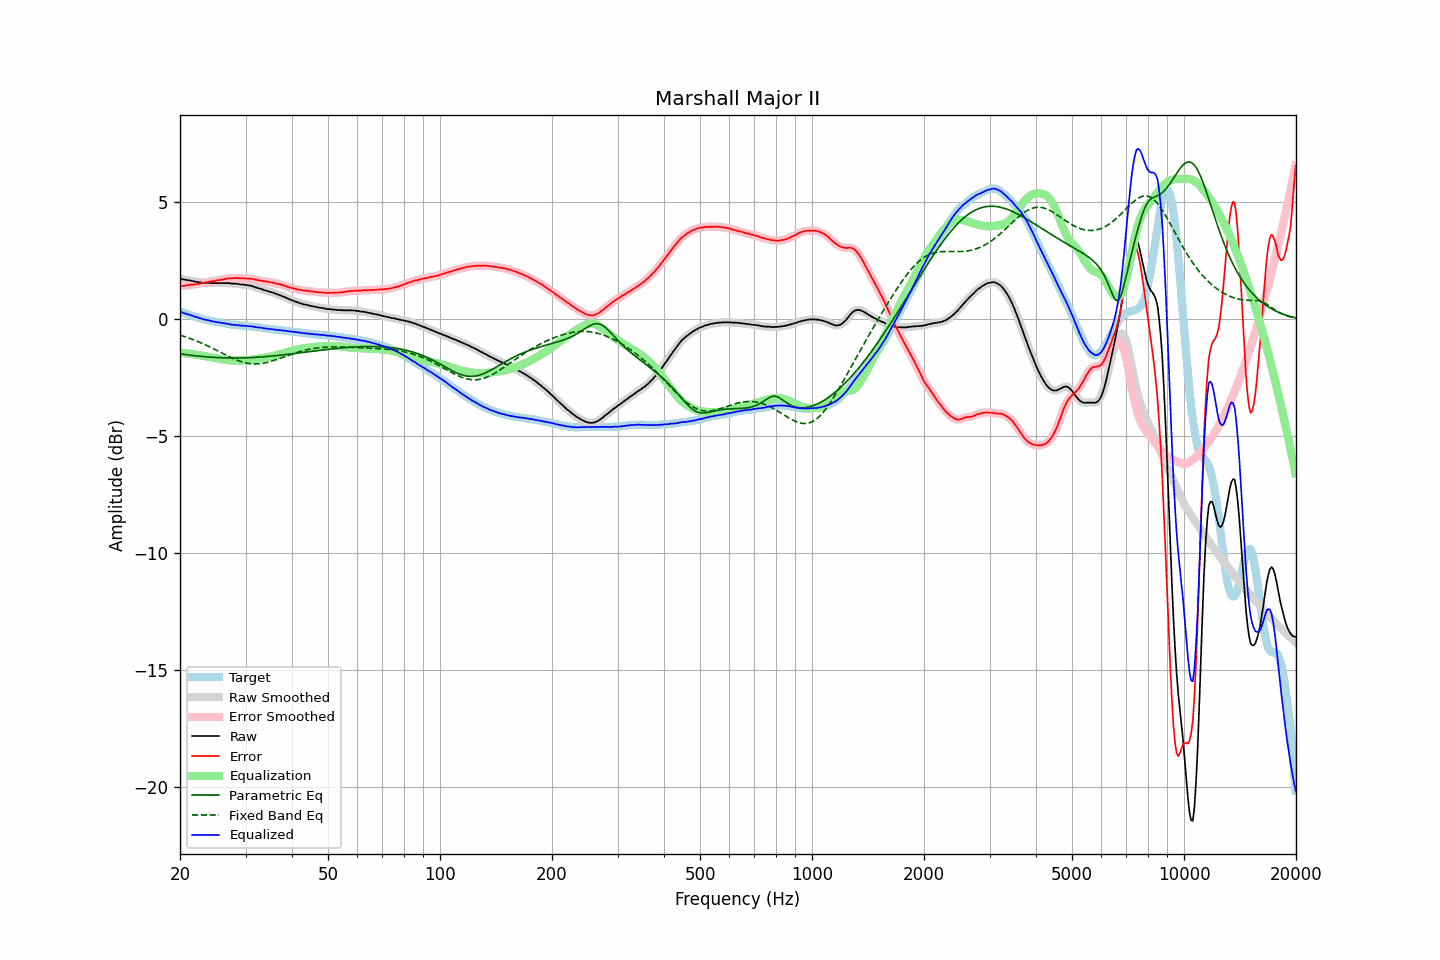 Marshall Major II
5
0
−5
−10
−15
−20
Amplitude (dBr)
Target
Raw Smoothed
Error Smoothed
Raw
Error
Equalization
Parametric Eq
Fixed Band Eq
Equalized
20 50 100 200 500 1000 2000 5000 10000 20000
Frequency (Hz)